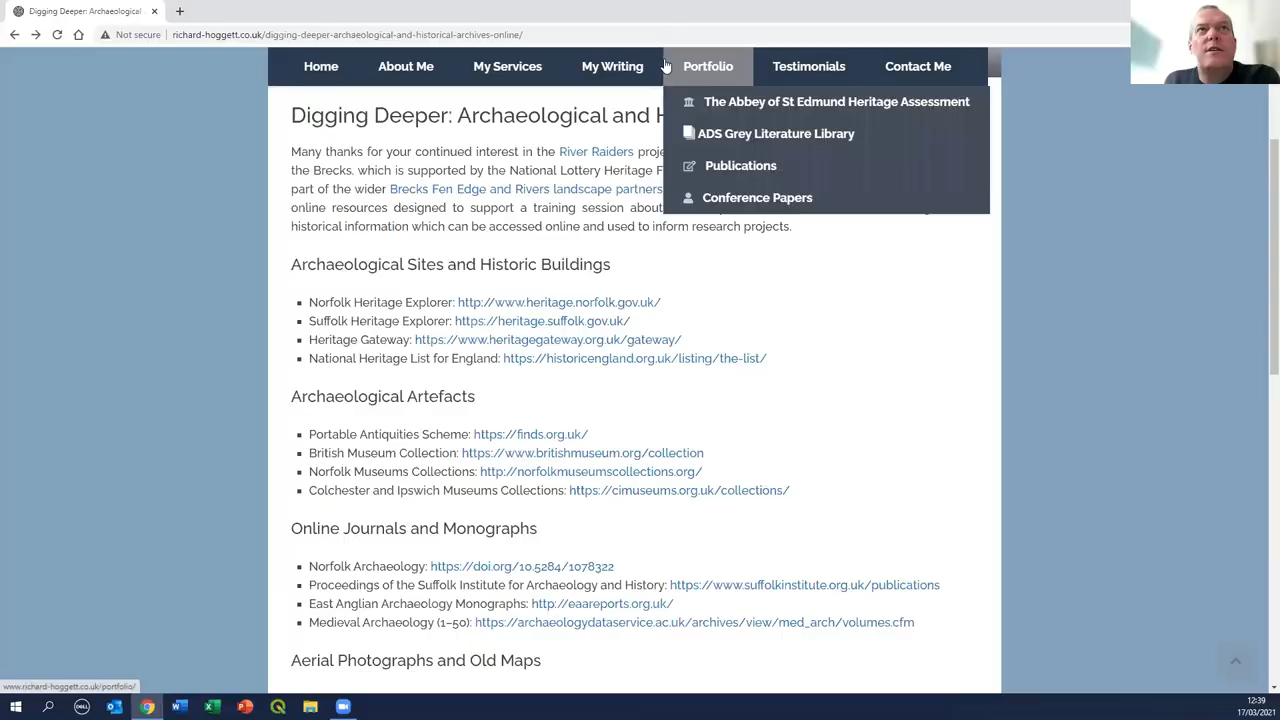 Digging Deeper: Archaeological
Not secure
richard-hoggett.co.uk/digging-deeper-archaeological-and-historical-archives-online/
Home
About Me
My Services
My Writing
Portfolio
Testimonials
Contact Me
The Abbey of St Edmund Heritage Assessment
ADS Grey Literature Library
Publications
Conference Papers
Digging Deeper: Archaeological and
Many thanks for your continued interest in the River Raiders
the Brecks, which is supported by the National Lottery Heritage
part of the wider Brecks Fen Edge and Rivers landscape
online resources designed to support a training session
historical information which can be accessed online and used to inform research projects.
Archaeological Sites and Historic Buildings
Norfolk Heritage Explorer: http://www.heritage.norfolk.gov.uk/
Suffolk Heritage Explorer: https://heritage.suffolk.gov.uk/
Heritage Gateway: https://www.heritagegateway.org.uk/gateway/
National Heritage List for England: https://historicengland.org.uk/listing/the-list/
Archaeological Artefacts
Portable Antiquities Scheme: https://finds.org.uk/
British Museum Collection: https://www.britishmuseum.org/collection
Norfolk Museums Collections: http://norfolkmuseumscollections.org/
Colchester and Ipswich Museums Collections: https://cimuseums.org.uk/collections/
Online Journals and Monographs
Norfolk Archaeology: https://doi.org/10.5284/1078322
Proceedings of the Suffolk Institute for Archaeology and History: https://www.suffolkinstitute.org.uk/publications
East Anglian Archaeology Monographs: http://eaareports.org.uk/
Medieval Archaeology (1–50): https://archaeologydataservice.ac.uk/archives/view/med_arch/volumes.cfm
Aerial Photographs and Old Maps
www.richard-hoggett.co.uk/portfolio/
12:39
17/03/2021